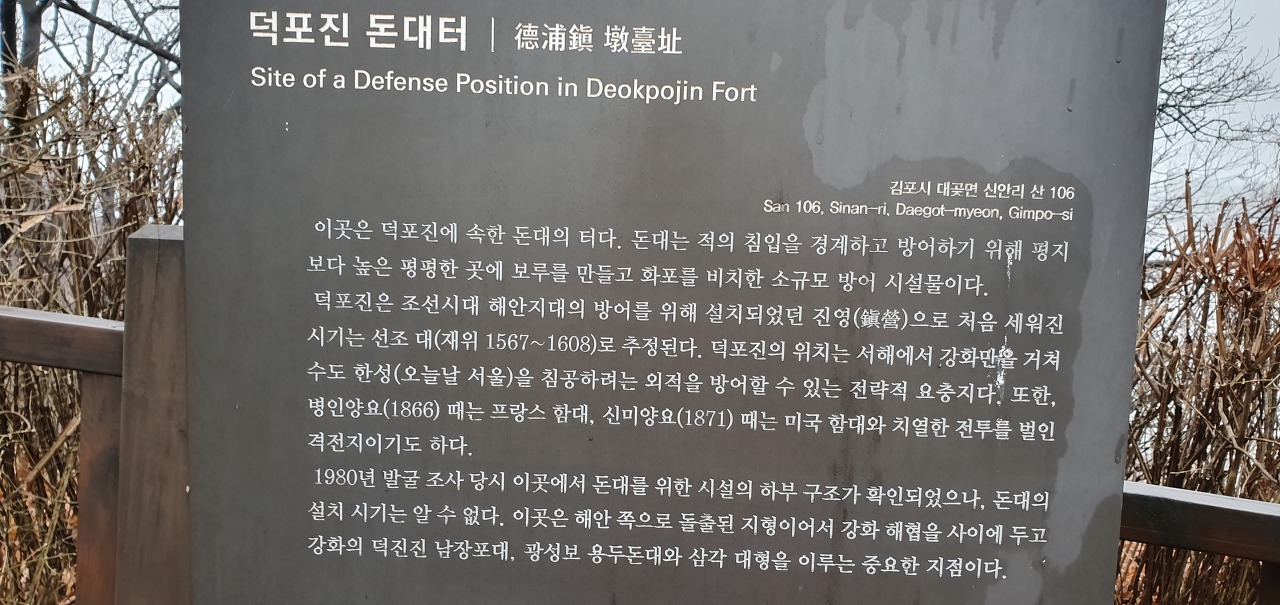 덕포진 돈대터 | 德浦鎭 墩臺址
Site of a Defense Position in Deokpojin Fort
김포시 대곶면 신안리 산 106
San 106, Sinan-ri, Daegot-myeon, Gimpo-si
이곳은 덕포진에 속한 돈대의 터다. 돈대는 적의 침입을 경계하고 방어하기 위해 평지
보다 높은 평평한 곳에 보루를 만들고 화포를 비치한 소규모 방어 시설물이다.
덕포진은 조선시대 해안지대의 방어를 위해 설치되었던 진영(鎭營)으로 처음 세워진
시기는 선조 대(재위 1567~1608)로 추정된다. 덕포진의 위치는 서해에서 강화만을 거쳐
수도 한성(오늘날 서울)을 침공하려는 외적을 방어할 수 있는 전략적 요충지다. 또한,
병인양요(1866) 때는 프랑스 함대, 신미양요(1871) 때는 미국 함대와 치열한 전투를 벌인
격전지이기도 하다.
1980년 발굴 조사 당시 이곳에서 돈대를 위한 시설의 하부 구조가 확인되었으나, 돈대의
설치 시기는 알 수 없다. 이곳은 해안 쪽으로 돌출된 지형이어서 강화 해협을 사이에 두고
강화의 덕진진 남장포대, 광성보 용두돈대와 삼각 대형을 이루는 중요한 지점이다.